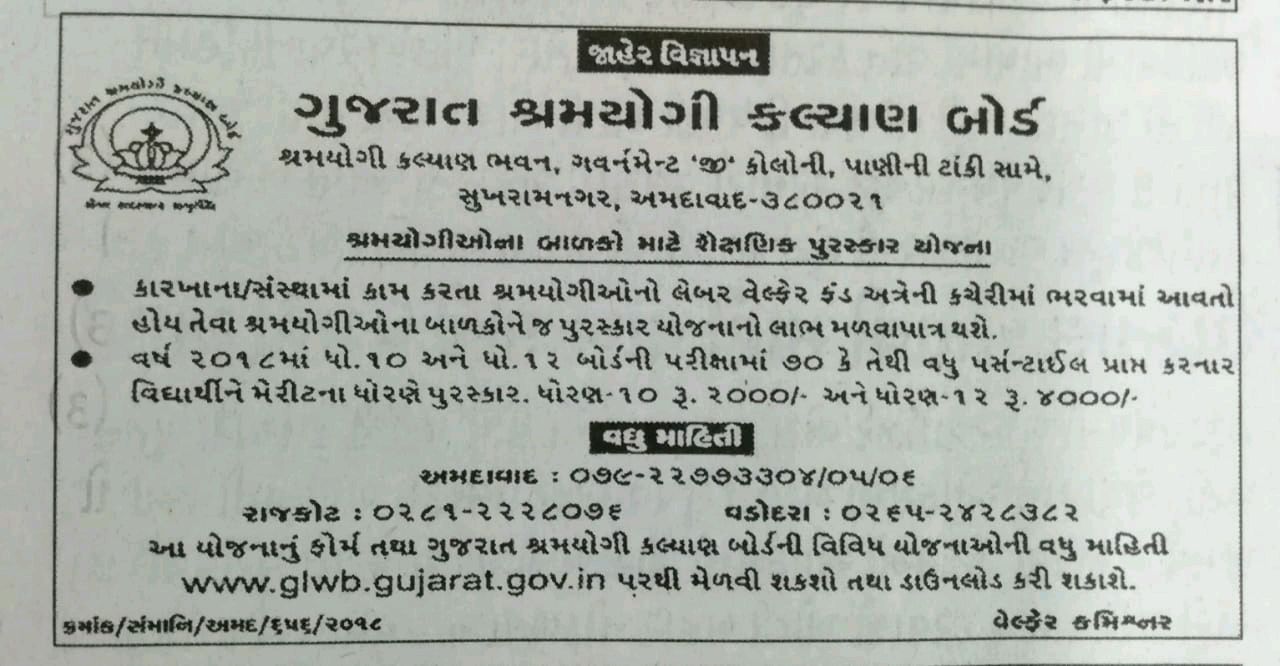 જાહેર વિજ્ઞાપન
ગુજરાત શ્રમયોગી કલ્યાણ બોર્ડ
શ્રમયોગી કલ્યાણ ભવન, ગવર્નમેન્ટ 'જી' કોલોની, પાણીની ટાંકી સામે,
સુખરામનગર, અમદાવાદ-૩૮૦૦૨૧
ગુજરાત શ્રમયોગી કલ્યાણ બોર્ડ
શ્રમયોગીઓના બાળકો માટે શૈક્ષણિક પુરસ્કાર યોજના
● કારખાના/સંસ્થામાં કામ કરતા શ્રમયોગીઓનો લેબર વેલ્ફેર ફંડ અત્રેની કચેરીમાં ભરવામાં આવતો
હોય તેવા શ્રમયોગીઓના બાળકોને જ પુરસ્કાર યોજનાનો લાભ મળવાપાત્ર થશે.
● વર્ષ ૨૦૧૮માં ધો.૧૦ અને ધો.૧૨ બોર્ડની પરીક્ષામાં ૭૦ કે તેથી વધુ પર્સન્ટાઈલ પ્રાપ્ત કરનાર
વિદ્યાર્થીને મેરીટના ધોરણે પુરસ્કાર. ધોરણ-૧૦ રૂ. ૨૦૦૦/- અને ધોરણ-૧૨ રૂ. ૪૦૦૦/-
વધુ માહિતી
અમદાવાદ : ૦૭૯-૨૨૭૭૩૩૦૪/૦૫/૦૬
રાજકોટ : ૦૨૮૧-૨૨૨૮૦૭૬ વડોદરા : ૦૨૬૫-૨૪૨૮૩૮૨
આ યોજનાનું ફોર્મ તથા ગુજરાત શ્રમયોગી કલ્યાણ બોર્ડની વિવિધ યોજનાઓની વધુ માહિતી
www.glwb.gujarat.gov.in પરથી મેળવી શકશો તથા ડાઉનલોડ કરી શકાશે.
ક્રમાંક/સંમાનિ/અમદ/૬૫૬/૨૦૧૮ વેલ્ફેર કમિશ્નર